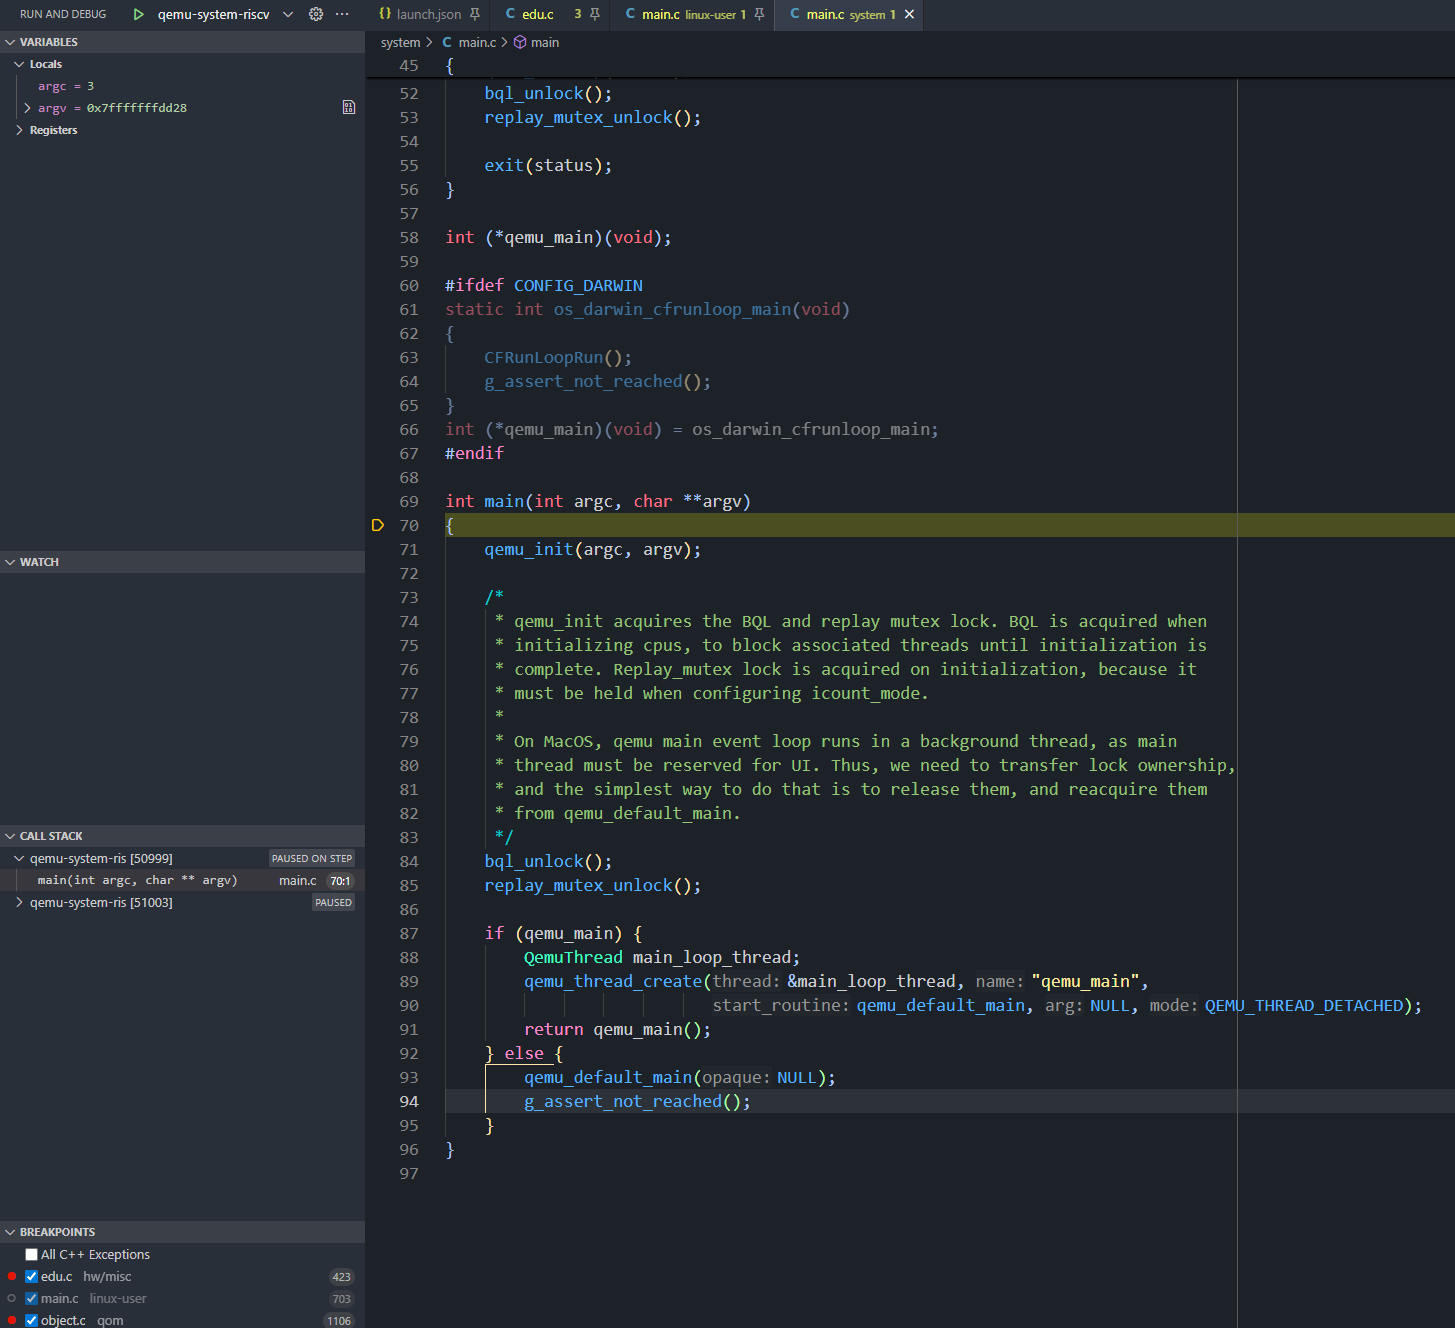 RUN AND DEBUG qemu-system-riscv ...
VARIABLES
Locals
argc = 3
argv = 0x7fffffffdd28
Registers
WATCH
CALL STACK
qemu-system-ris [50999] PAUSED ON STEP
main(int argc, char ** argv) main.c 70:1
qemu-system-ris [51003] PAUSED
BREAKPOINTS
All C++ Exceptions
edu.c hw/misc 423
main.c linux-user 703
object.c qom 1106
{} launch.json C edu.c 3 C main.c linux-user 1 C main.c system 1
system > C main.c > main
45 {
52 bql_unlock();
53 replay_mutex_unlock();
54
55 exit(status);
56 }
57
58 int (*qemu_main)(void);
59
60 #ifdef CONFIG_DARWIN
61 static int os_darwin_cfrunloop_main(void)
62 {
63 CFRunLoopRun();
64 g_assert_not_reached();
65 }
66 int (*qemu_main)(void) = os_darwin_cfrunloop_main;
67 #endif
68
69 int main(int argc, char **argv)
70 {
71 qemu_init(argc, argv);
72
73 /*
74 * qemu_init acquires the BQL and replay mutex lock. BQL is acquired when
75 * initializing cpus, to block associated threads until initialization is
76 * complete. Replay_mutex lock is acquired on initialization, because it
77 * must be held when configuring icount_mode.
78 *
79 * On MacOS, qemu main event loop runs in a background thread, as main
80 * thread must be reserved for UI. Thus, we need to transfer lock ownership,
81 * and the simplest way to do that is to release them, and reacquire them
82 * from qemu_default_main.
83 */
84 bql_unlock();
85 replay_mutex_unlock();
86
87 if (qemu_main) {
88 QemuThread main_loop_thread;
89 qemu_thread_create(thread: &main_loop_thread, name: "qemu_main",
90 start_routine: qemu_default_main, arg: NULL, mode: QEMU_THREAD_DETACHED);
91 return qemu_main();
92 } else {
93 qemu_default_main(opaque: NULL);
94 g_assert_not_reached();
95 }
96 }
97